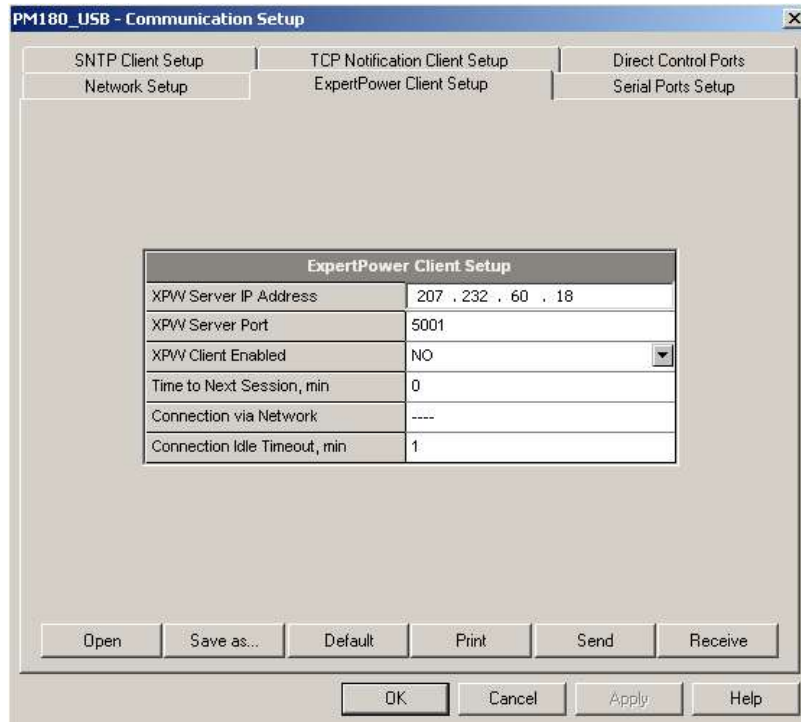 PM180_USB - Communication Setup
SNTP Client Setup TCP Notification Client Setup Direct Control Ports
Network Setup ExpertPower Client Setup Serial Ports Setup
ExpertPower Client Setup
XPW Server IP Address 207 . 232 . 60 . 18
XPW Server Port 5001
XPW Client Enabled NO
Time to Next Session, min 0
Connection via Network ----
Connection Idle Timeout, min 1
Open Save as... Default Print Send Receive
OK Cancel Apply Help